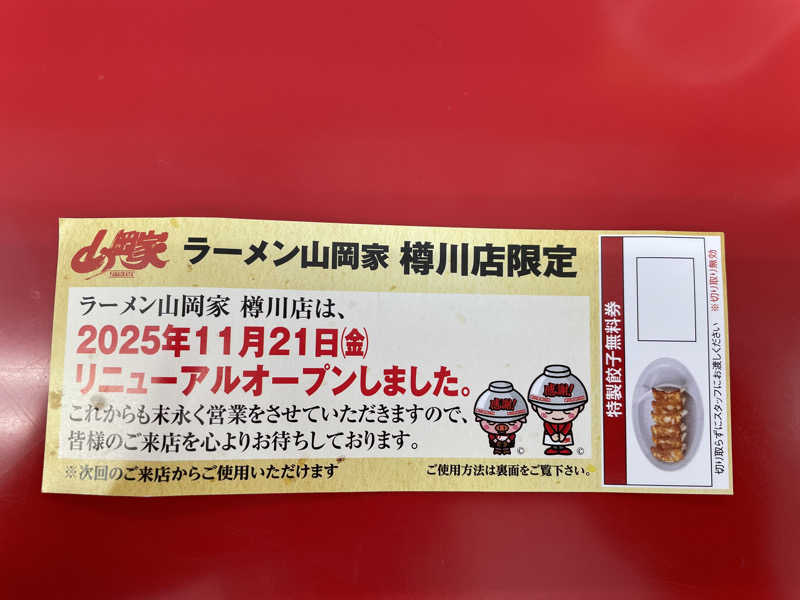 山岡家
YAMAOKAYA
ラーメン山岡家 樽川店限定
ラーメン山岡家 樽川店は、
2025年11月21日㈮
リニューアルオープンしました。
これからも末永く営業をさせていただきますので、
皆様のご来店を心よりお待ちしております。
感謝!
感謝!
©
©
※次回のご来店からご使用いただけます
ご使用方法は裏面をご覧下さい。
特製餃子無料券
切り取らずにスタッフにお渡しください ※切り取り無効